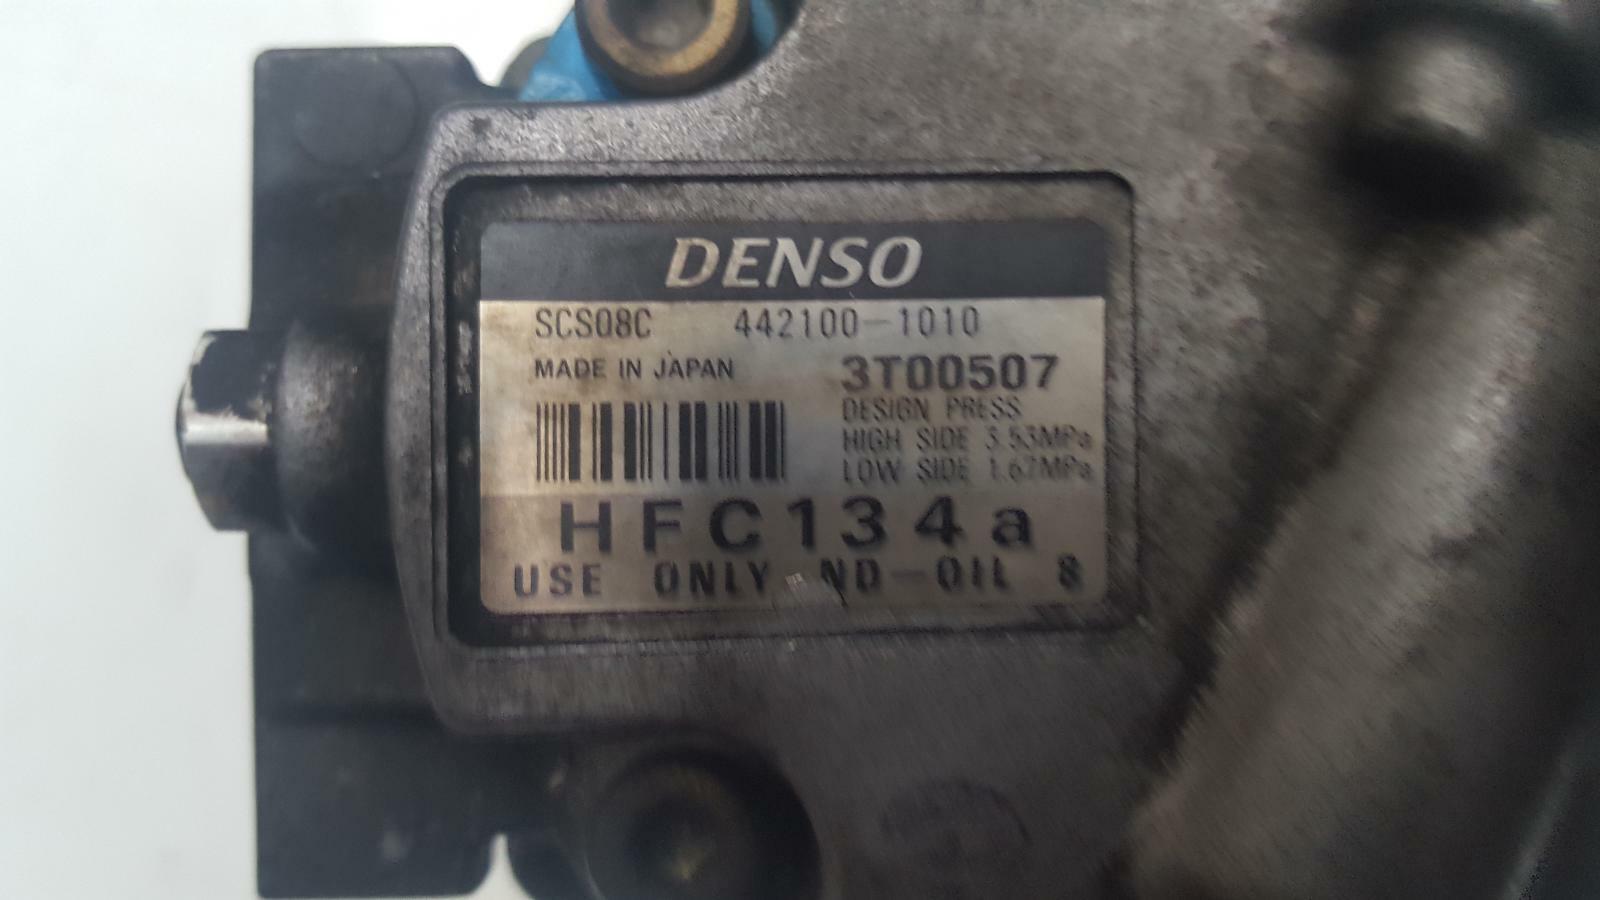 DENSO
SCS08C 442100-1010
MADE IN JAPAN 3T00507
DESIGN PRESS
HIGH SIDE 3.53MPa
LOW SIDE 1.67MPa
HFC134a
USE ONLY ND-OIL 8